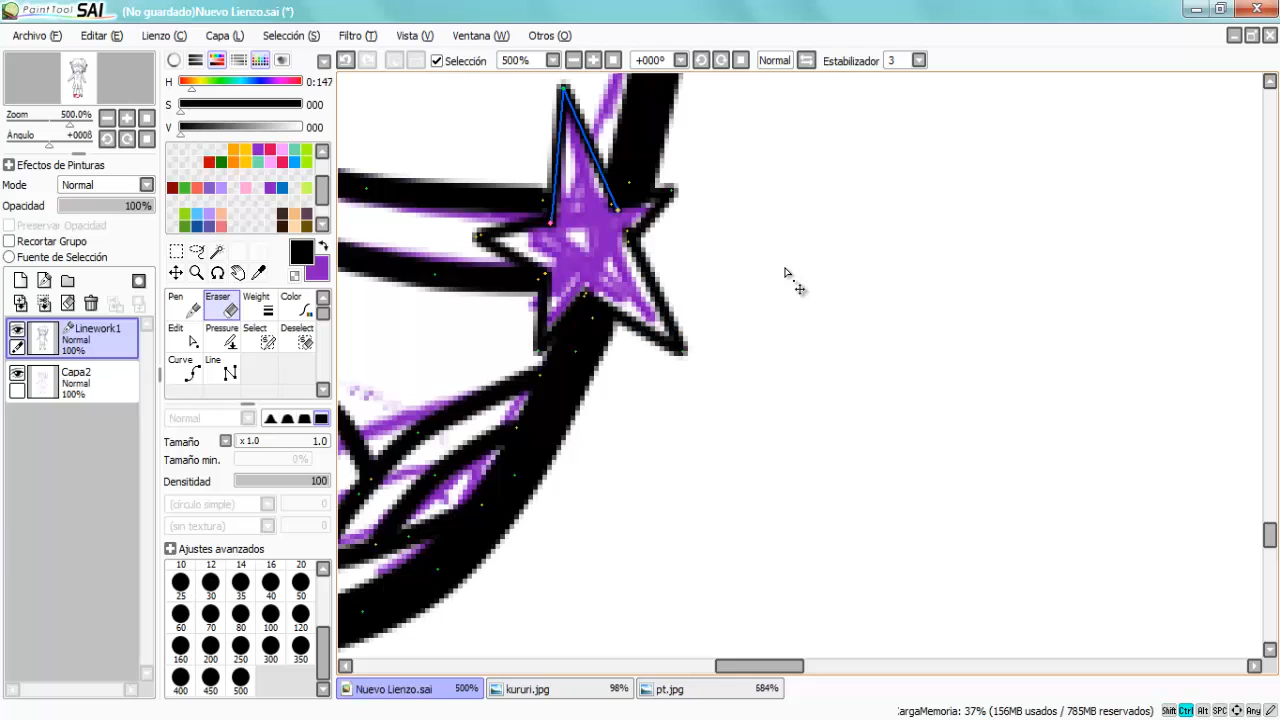 PaintTool SAI (No guardado)Nuevo Lienzo.sai (*)
Archivo (F) Editar (E) Lienzo (C) Capa (L) Selección (S) Filtro (T) Vista (V) Ventana (W) Otros (O)
Selección 500% +000º Normal Estabilizador 3
Zoom 500.0%
Ángulo +000ß
Efectos de Pinturas
Modo Normal
Opacidad 100%
Preservar Opacidad
Recortar Grupo
Fuente de Selección
Linework1
Normal
100%
Capa2
Normal
100%
H 0:147
S 000
V 000
Pen Eraser Weight Color
Edit Pressure Select Deselect
Curve Line
Normal
Tamaño x 1.0 1.0
Tamaño min. 0%
Densitidad 100
(círculo simple) 0
(sin textura) 0
Ajustes avanzados
10 12 14 16 20
25 30 35 40 50
60 70 80 100 120
160 200 250 300 350
400 450 500
Nuevo Lienzo.sai 500% kururi.jpg 98% pt.jpg 684%
CargaMemoria: 37% (156MB usados / 785MB reservados) Shift Ctrl Alt SPC Any